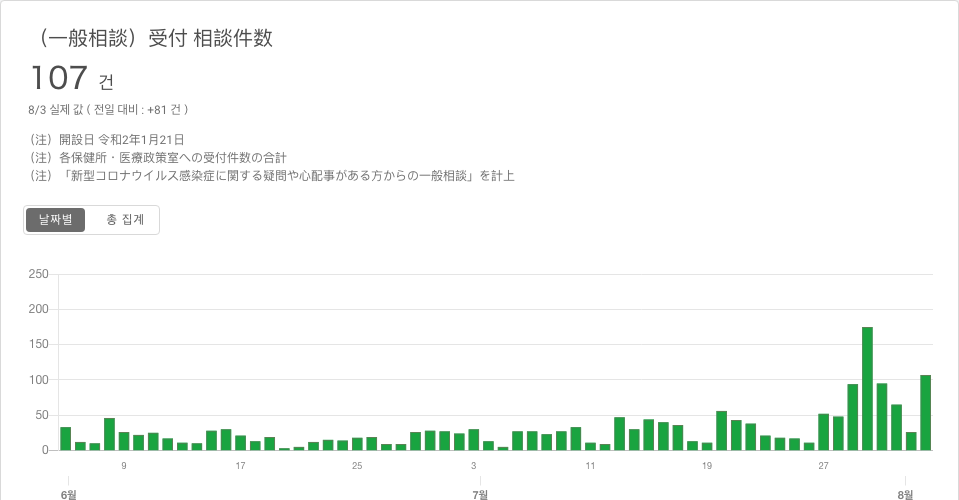 （一般相談）受付 相談件数
107 건
8/3 실제 값 ( 전일 대비 : +81 건 )
（注）開設日 令和2年1月21日
（注）各保健所・医療政策室への受付件数の合計
（注）「新型コロナウイルス感染症に関する疑問や心配事がある方からの一般相談」を計上
날짜별 총 집계
250
200
150
100
50
0
9 17 25 3 11 19 27
6월 7월 8월